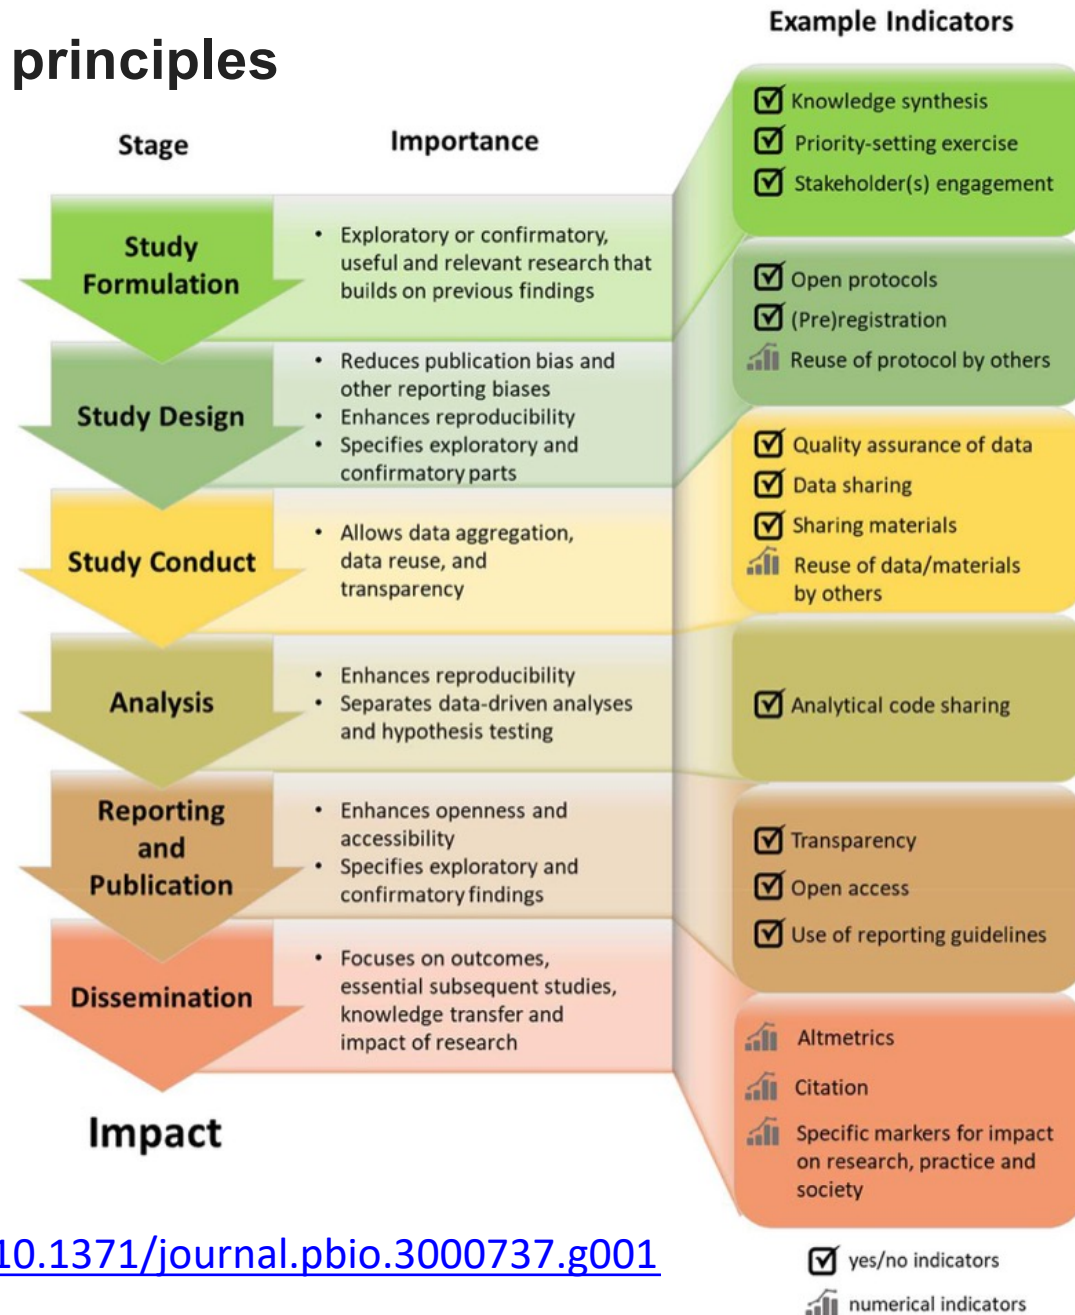 principles
Example Indicators
Stage
Importance
Study
Formulation
• Exploratory or confirmatory,
useful and relevant research that
builds on previous findings
Knowledge synthesis
Priority-setting exercise
Stakeholder(s) engagement
Study Design
• Reduces publication bias and
other reporting biases
• Enhances reproducibility
• Specifies exploratory and
confirmatory parts
Open protocols
(Pre)registration
Reuse of protocol by others
Study Conduct
• Allows data aggregation,
data reuse, and
transparency
Quality assurance of data
Data sharing
Sharing materials
Reuse of data/materials
by others
Analysis
• Enhances reproducibility
• Separates data-driven analyses
and hypothesis testing
Analytical code sharing
Reporting
and
Publication
• Enhances openness and
accessibility
• Specifies exploratory and
confirmatory findings
Transparency
Open access
Use of reporting guidelines
Dissemination
• Focuses on outcomes,
essential subsequent studies,
knowledge transfer and
impact of research
Altmetrics
Citation
Specific markers for impact
on research, practice and
society
Impact
10.1371/journal.pbio.3000737.g001
yes/no indicators
numerical indicators